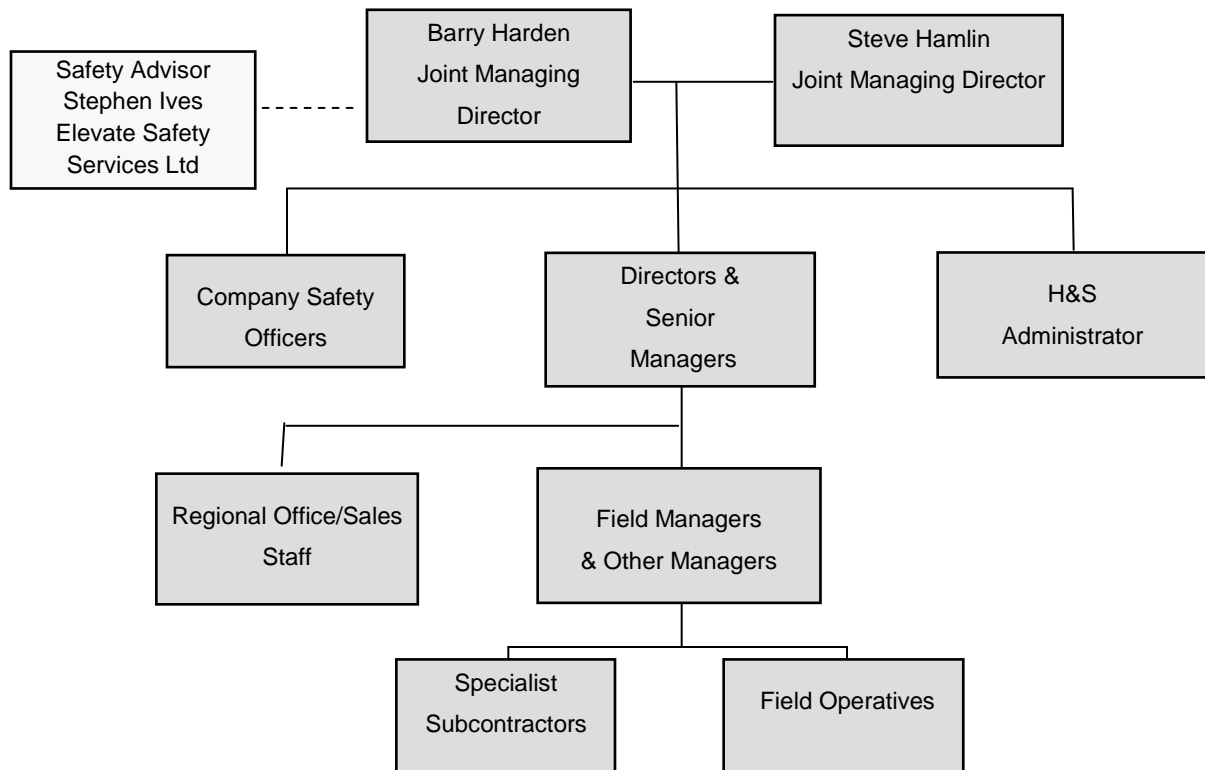 Safety Advisor
Stephen Ives
Elevate Safety
Services Ltd
Barry Harden
Joint Managing
Director
Steve Hamlin
Joint Managing Director
Company Safety
Officers
Directors &
Senior
Managers
H&S
Administrator
Regional Office/Sales
Staff
Field Managers
& Other Managers
Specialist
Subcontractors
Field Operatives